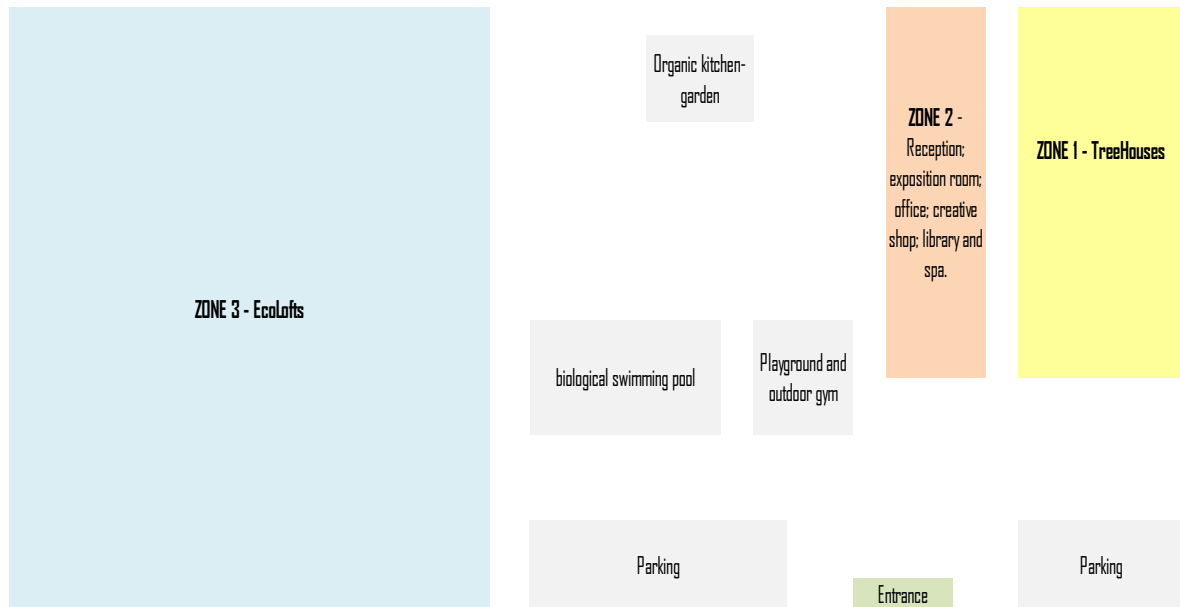 Organic kitchen-
garden
ZONE 2 -
Reception;
exposition room;
office; creative
shop; library and
spa.
ZONE 1 - TreeHouses
ZONE 3 - EcoLofts
biological swimming pool
Playground and
outdoor gym
Parking
Entrance
Parking